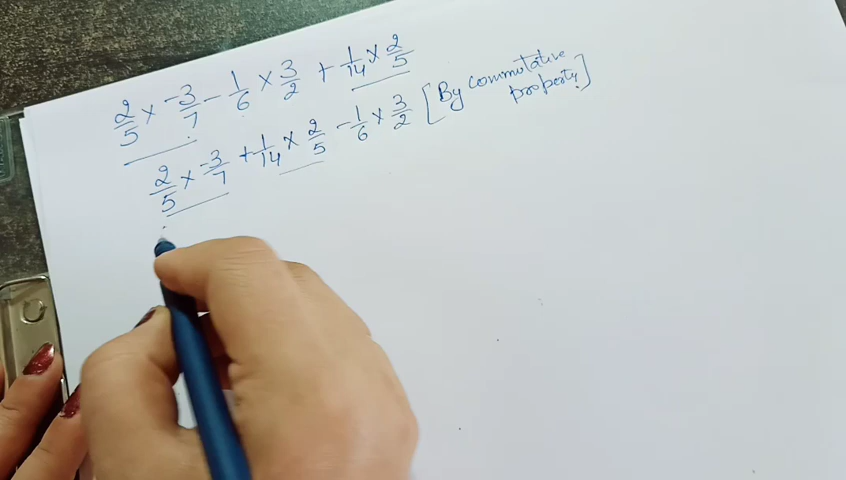 2/5 × -3/7 - 1/6 × 3/2 + 1/14 × 2/5
2/5 × -3/7 + 1/14 × 2/5 - 1/6 × 3/2 [By commutative
property]